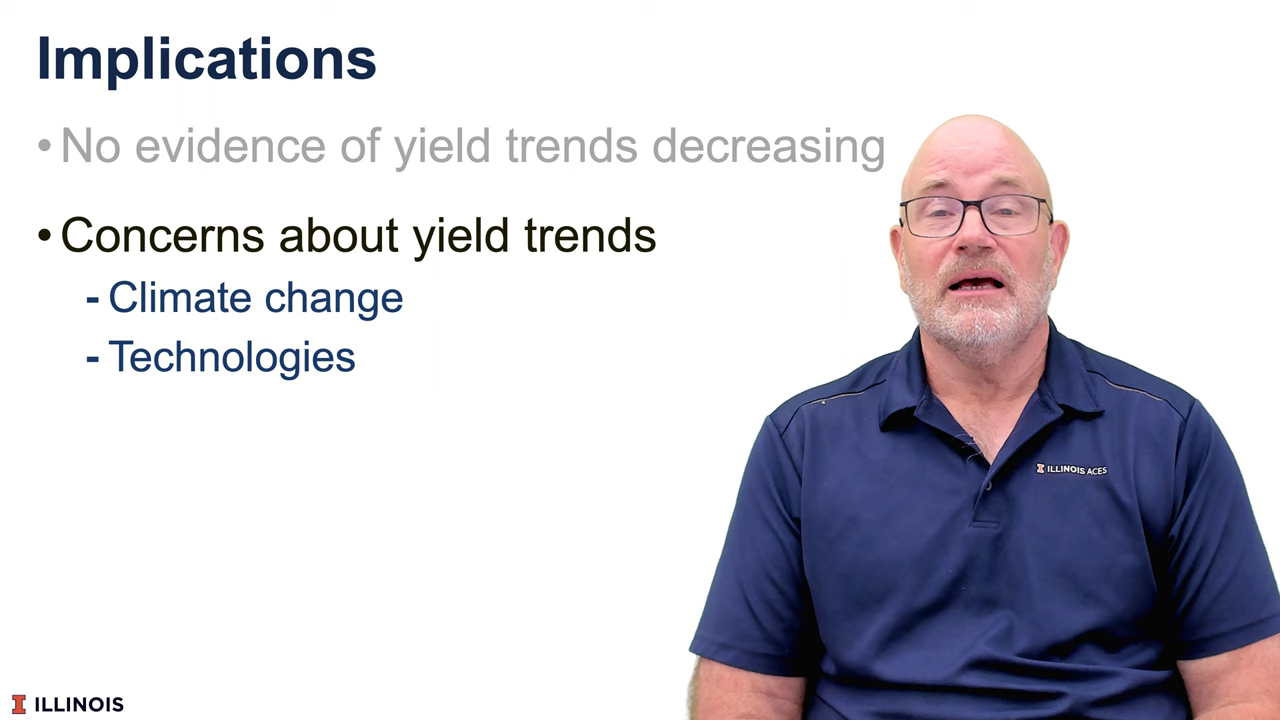 Implications
• No evidence of yield trends decreasing
• Concerns about yield trends
- Climate change
- Technologies
ILLINOIS ACES
ILLINOIS